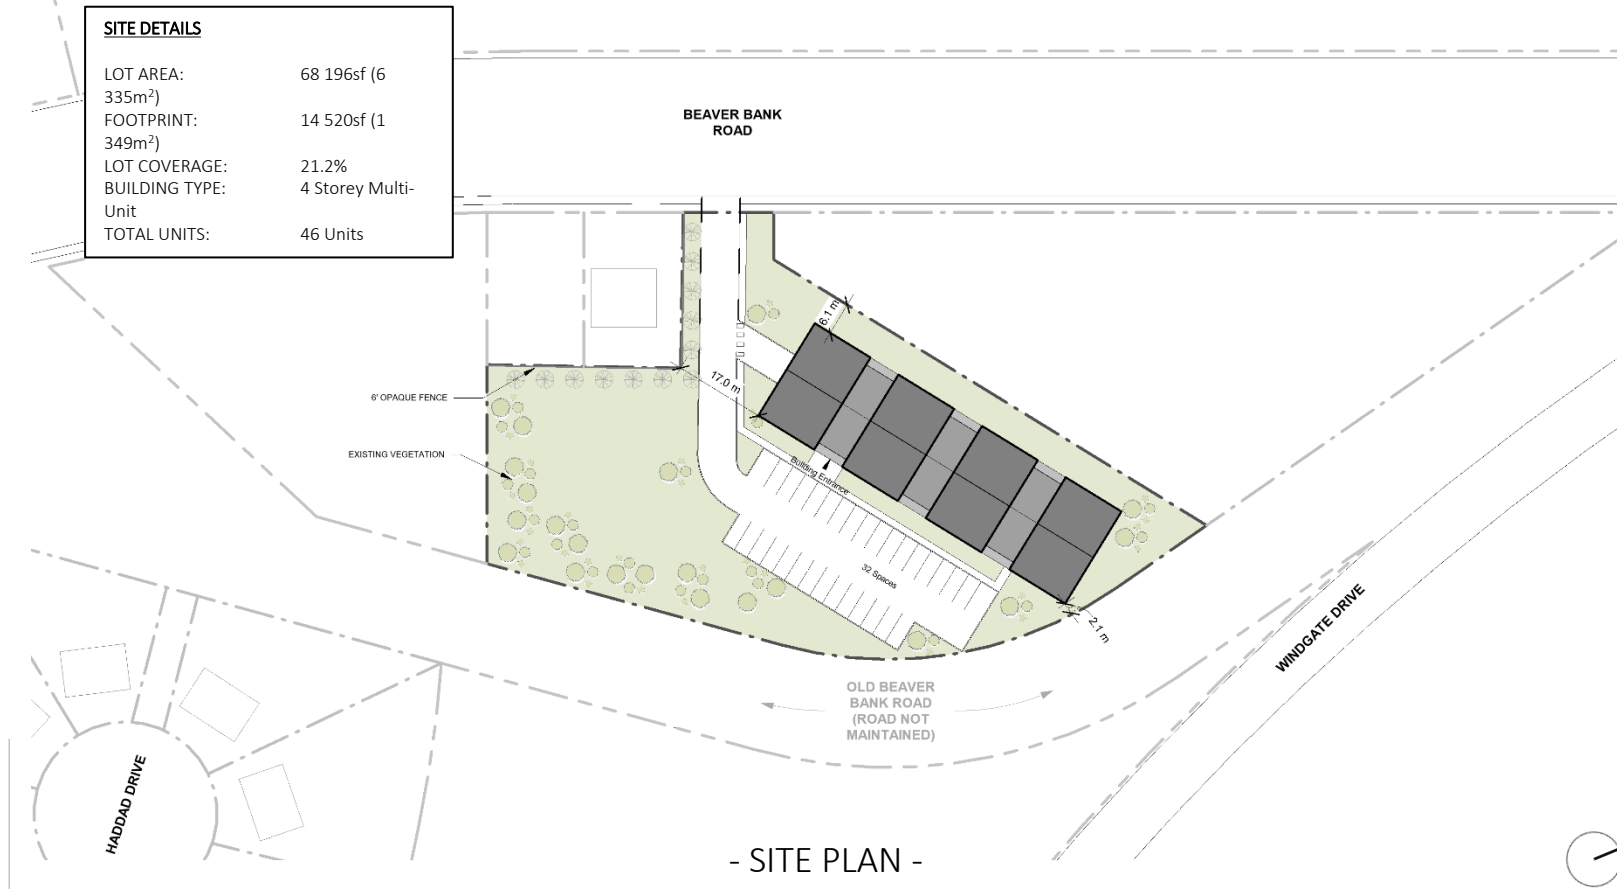 SITE DETAILS
LOT AREA: 68 196sf (6
335m²)
FOOTPRINT: 14 520sf (1
349m²)
LOT COVERAGE: 21.2%
BUILDING TYPE: 4 Storey Multi-
Unit
TOTAL UNITS: 46 Units
BEAVER BANK
ROAD
6.1 m
17.0 m
6' OPAQUE FENCE
EXISTING VEGETATION
Building Entrance
32 Spaces
2.1 m
WINDGATE DRIVE
OLD BEAVER
BANK ROAD
(ROAD NOT
MAINTAINED)
HADDAD DRIVE
- SITE PLAN -